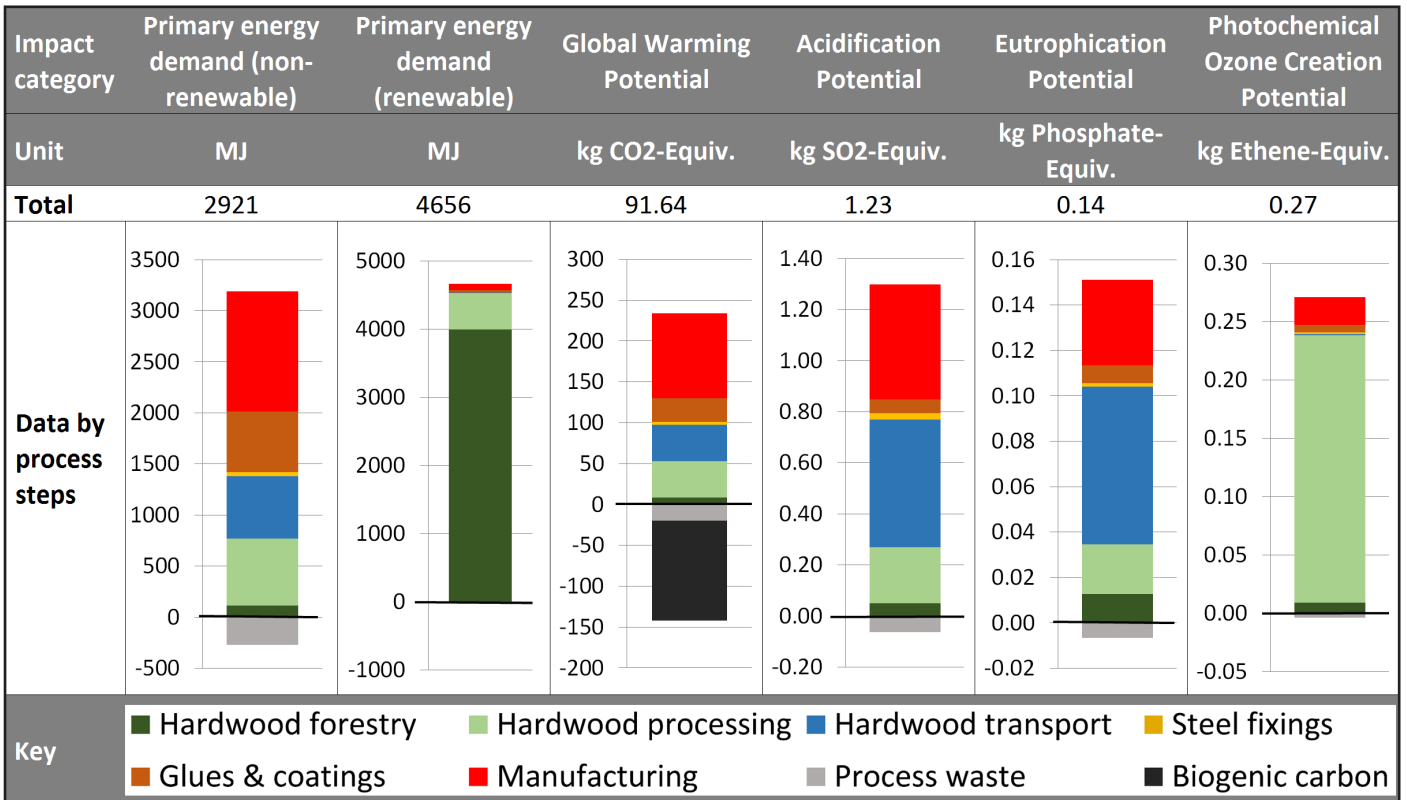 Impact category
Primary energy demand (non-renewable)
Primary energy demand (renewable)
Global Warming Potential
Acidification Potential
Eutrophication Potential
Photochemical Ozone Creation Potential
Unit
MJ
MJ
kg CO2-Equiv.
kg SO2-Equiv.
kg Phosphate-Equiv.
kg Ethene-Equiv.
Total
2921
4656
91.64
1.23
0.14
0.27
Data by process steps
3500
3000
2500
2000
1500
1000
500
0
-500
5000
4000
3000
2000
1000
0
-1000
300
250
200
150
100
50
0
-50
-100
-150
-200
1.40
1.20
1.00
0.80
0.60
0.40
0.20
0.00
-0.20
0.16
0.14
0.12
0.10
0.08
0.06
0.04
0.02
0.00
-0.02
0.30
0.25
0.20
0.15
0.10
0.05
0.00
-0.05
Key
Hardwood forestry
Hardwood processing
Hardwood transport
Steel fixings
Glues & coatings
Manufacturing
Process waste
Biogenic carbon